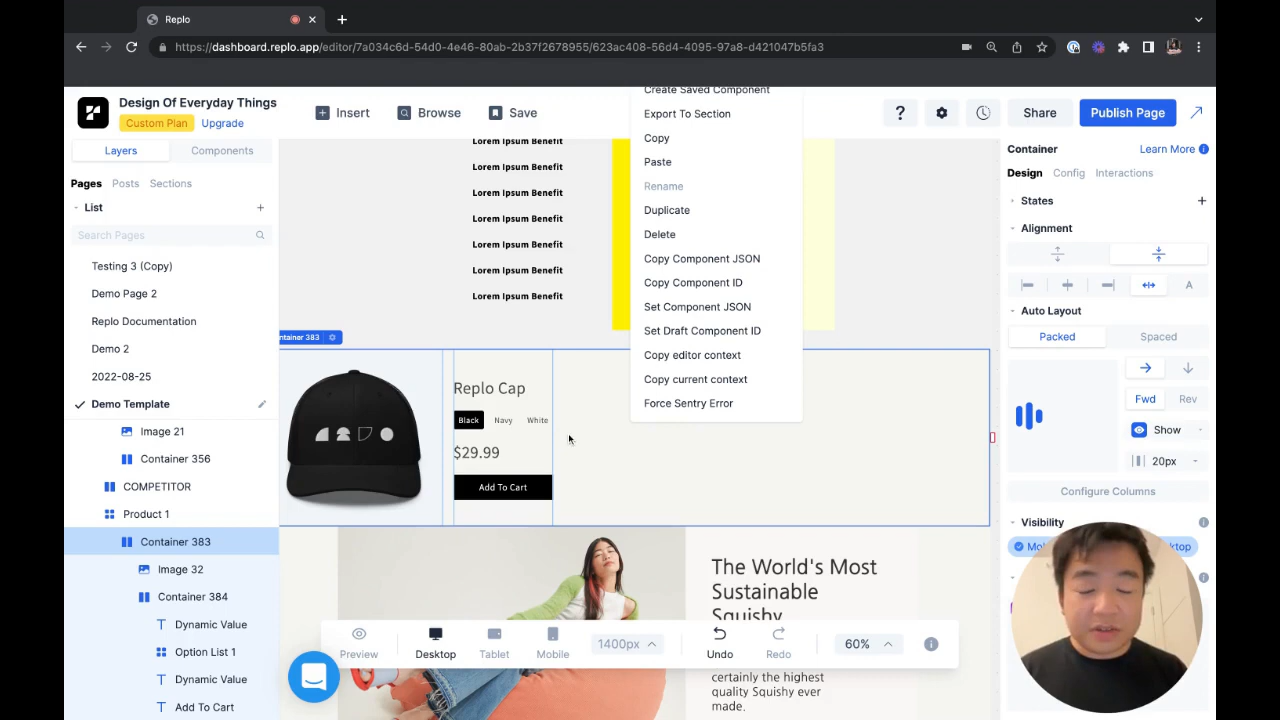 Replo
https://dashboard.replo.app/editor/7a034c6d-54d0-4e46-80ab-2b37f2678955/623ac408-56d4-4095-97a8-d421047b5fa3
Design Of Everyday Things
Custom Plan Upgrade
Insert
Browse
Save
Share
Publish Page
Layers
Components
Pages
Posts
Sections
List
Search Pages
Testing 3 (Copy)
Demo Page 2
Replo Documentation
Demo 2
2022-08-25
Demo Template
Image 21
Container 356
COMPETITOR
Product 1
Container 383
Image 32
Container 384
Dynamic Value
Option List 1
Dynamic Value
Add To Cart
Lorem Ipsum Benefit
Lorem Ipsum Benefit
Lorem Ipsum Benefit
Lorem Ipsum Benefit
Lorem Ipsum Benefit
Lorem Ipsum Benefit
Lorem Ipsum Benefit
ntainer 383
Replo Cap
Black Navy White
$29.99
Add To Cart
Create Saved Component
Export To Section
Copy
Paste
Rename
Duplicate
Delete
Copy Component JSON
Copy Component ID
Set Component JSON
Set Draft Component ID
Copy editor context
Copy current context
Force Sentry Error
The World's Most
Sustainable
Squishy
certainly the highest
quality Squishy ever
made.
Preview
Desktop
Tablet
Mobile
1400px
Undo
Redo
60%
Container
Learn More
Design
Config
Interactions
States
Alignment
A
Auto Layout
Packed
Spaced
Fwd
Rev
Show
20px
Configure Columns
Visibility